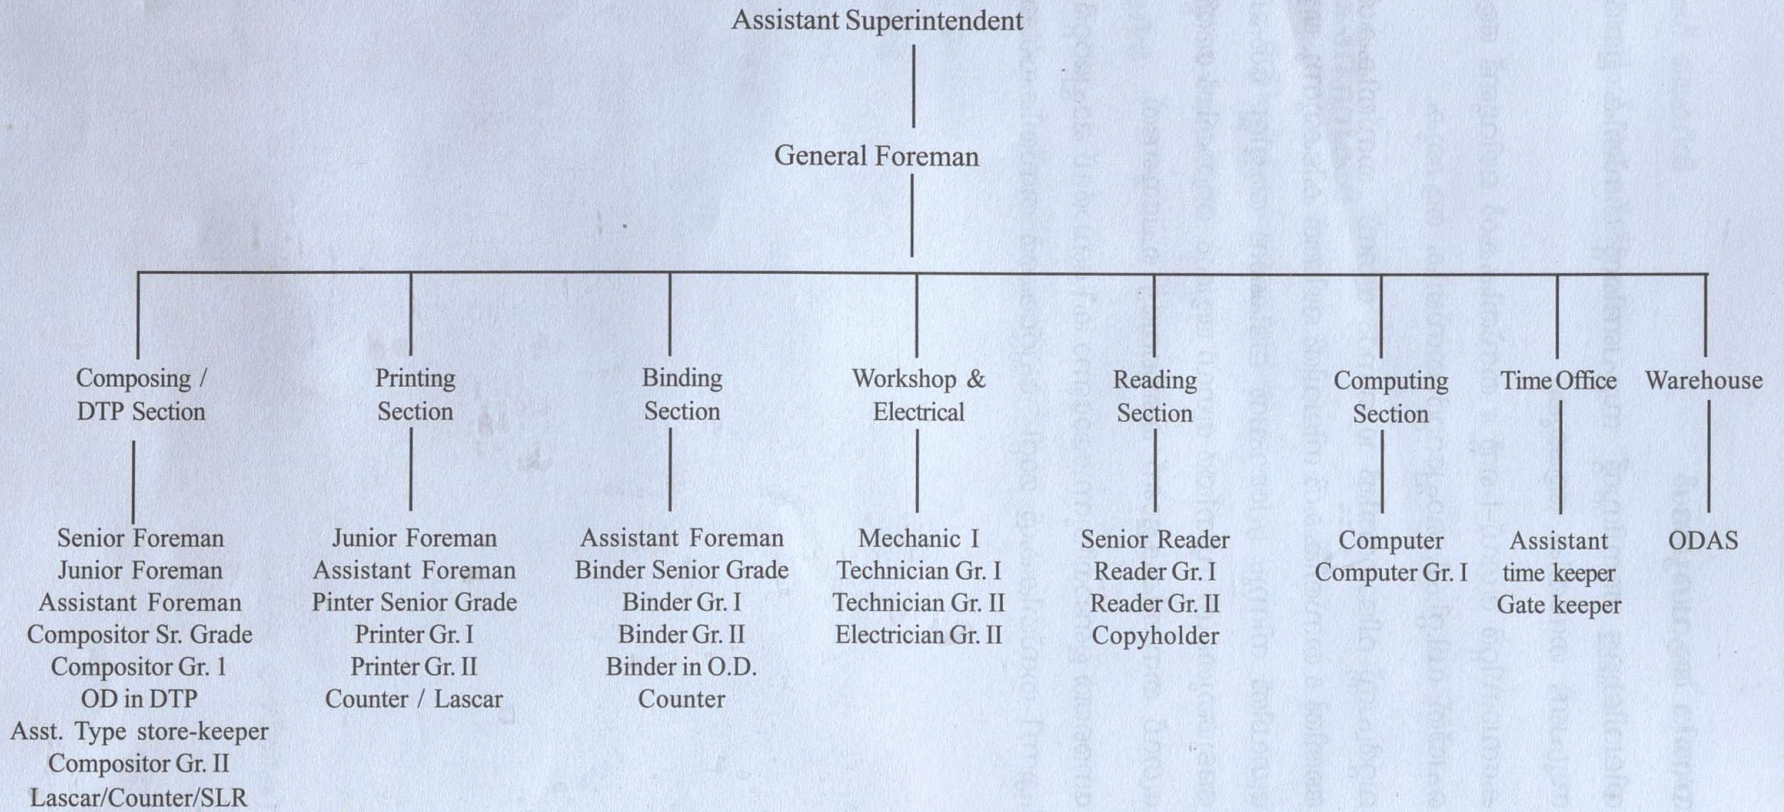 Assistant Superintendent
General Foreman
Composing /
DTP Section
Printing
Section
Binding
Section
Workshop &
Electrical
Reading
Section
Computing
Section
Time Office
Warehouse
Senior Foreman
Junior Foreman
Assistant Foreman
Compositor Sr. Grade
Compositor Gr. 1
OD in DTP
Asst. Type store-keeper
Compositor Gr. II
Lascar/Counter/SLR
Junior Foreman
Assistant Foreman
Pinter Senior Grade
Printer Gr. I
Printer Gr. II
Counter / Lascar
Assistant Foreman
Binder Senior Grade
Binder Gr. I
Binder Gr. II
Binder in O.D.
Counter
Mechanic I
Technician Gr. I
Technician Gr. II
Electrician Gr. II
Senior Reader
Reader Gr. I
Reader Gr. II
Copyholder
Computer
Computer Gr. I
Assistant
time keeper
Gate keeper
ODAS